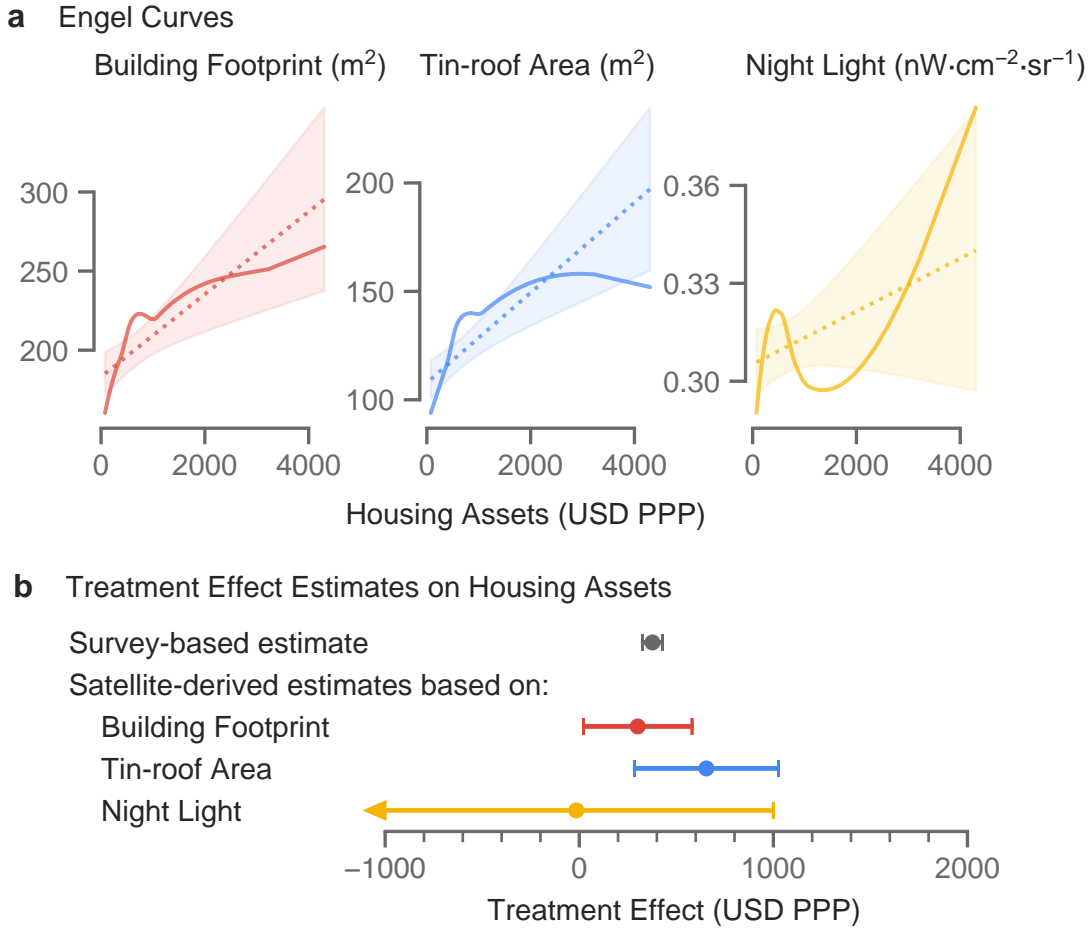 a Engel Curves
Building Footprint (m²) Tin-roof Area (m²) Night Light (nW·cm⁻²·sr⁻¹)
300 200 0.36
250 150 0.33
200 100 0.30
0 2000 4000 0 2000 4000 0 2000 4000
Housing Assets (USD PPP)
b Treatment Effect Estimates on Housing Assets
Survey-based estimate
Satellite-derived estimates based on:
Building Footprint
Tin-roof Area
Night Light
−1000 0 1000 2000
Treatment Effect (USD PPP)